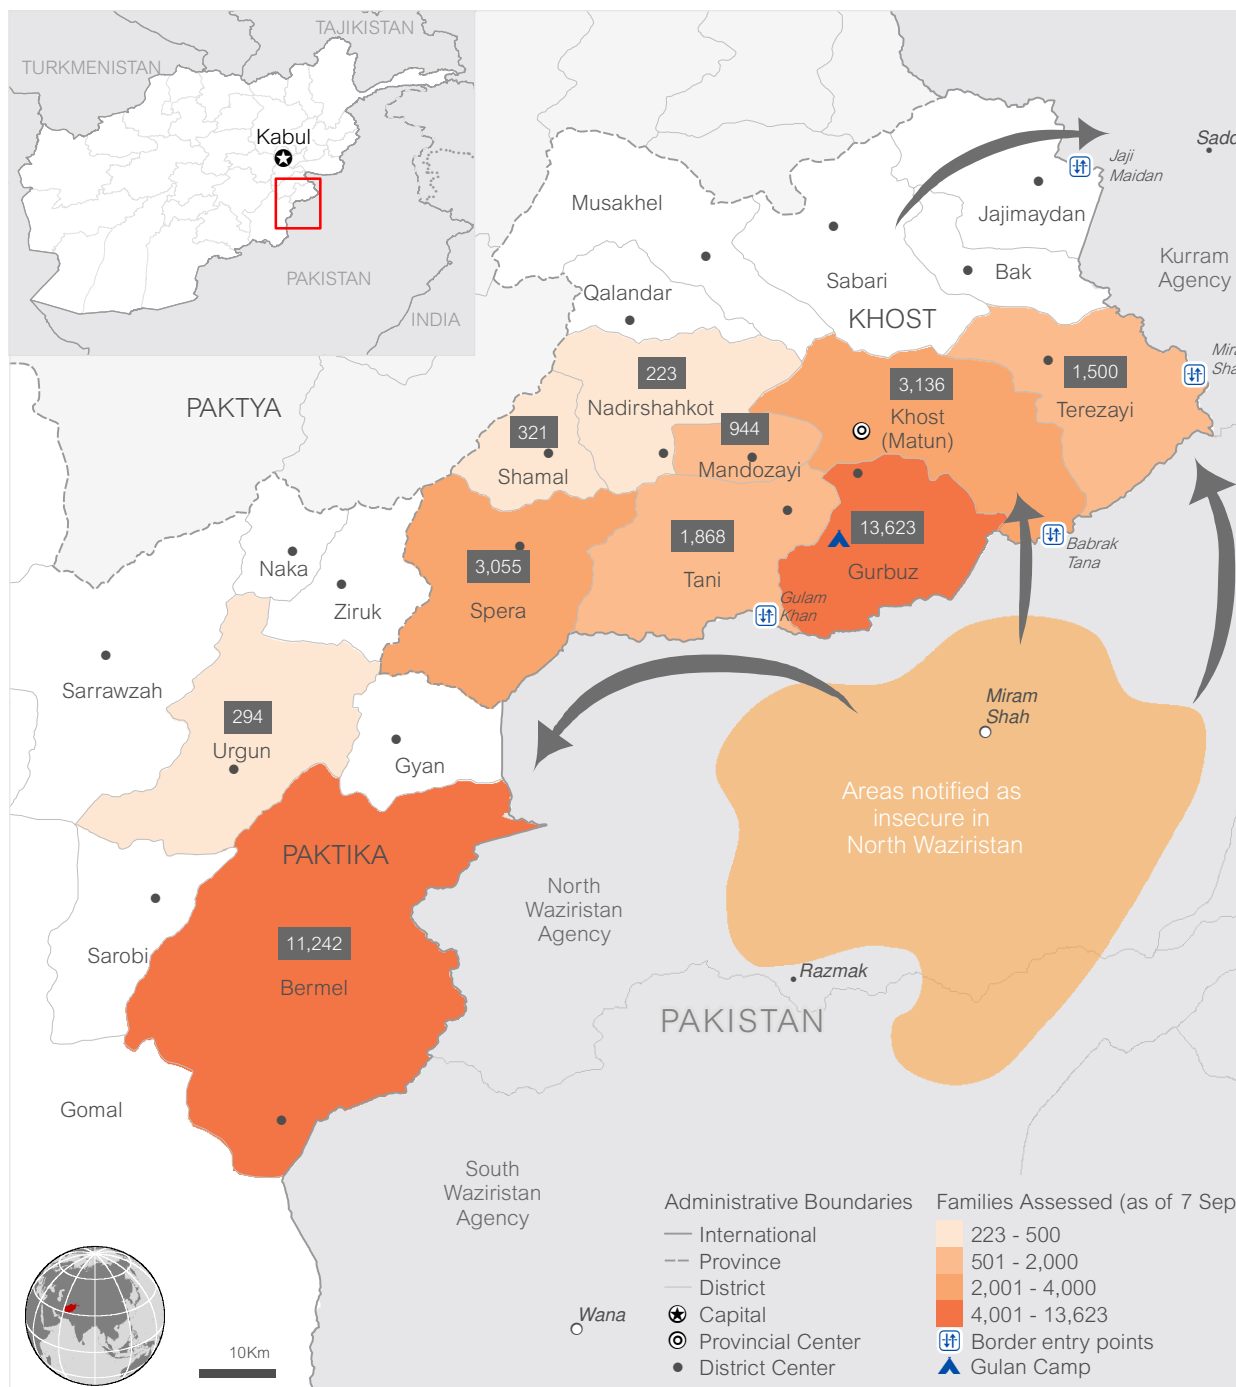 TAJIKISTAN
TURKMENISTAN
Kabul
PAKISTAN
INDIA
Jaji
Maidan
Musakhel
Jajimaydan
Kurram
Agency
Bak
Sabari
Qalandar
KHOST
PAKTYA
223
Nadirshahkot
3,136
Khost
(Matun)
1,500
Terezayi
321
Shamal
944
Mandozayi
13,623
Gurbuz
1,868
Tani
3,055
Spera
Babrak
Tana
Gulam
Khan
Naka
Ziruk
Sarrawzah
294
Urgun
Gyan
Miram
Shah
Areas notified as
insecure in
North Waziristan
PAKTIKA
North
Waziristan
Agency
11,242
Bermel
Sarobi
Razmak
PAKISTAN
Gomal
South
Waziristan
Agency
Wana
10Km
Administrative Boundaries
International
Province
District
Capital
Provincial Center
District Center
Families Assessed (as of 7 Sep
223 - 500
501 - 2,000
2,001 - 4,000
4,001 - 13,623
Border entry points
Gulan Camp